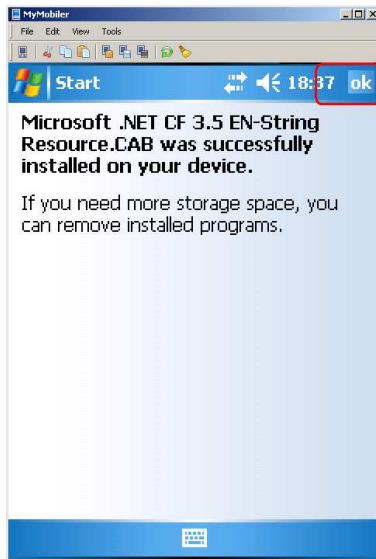 MyMobiler
File Edit View Tools
Start 18:37 ok
Microsoft .NET CF 3.5 EN-String
Resource.CAB was successfully
installed on your device.
If you need more storage space, you
can remove installed programs.